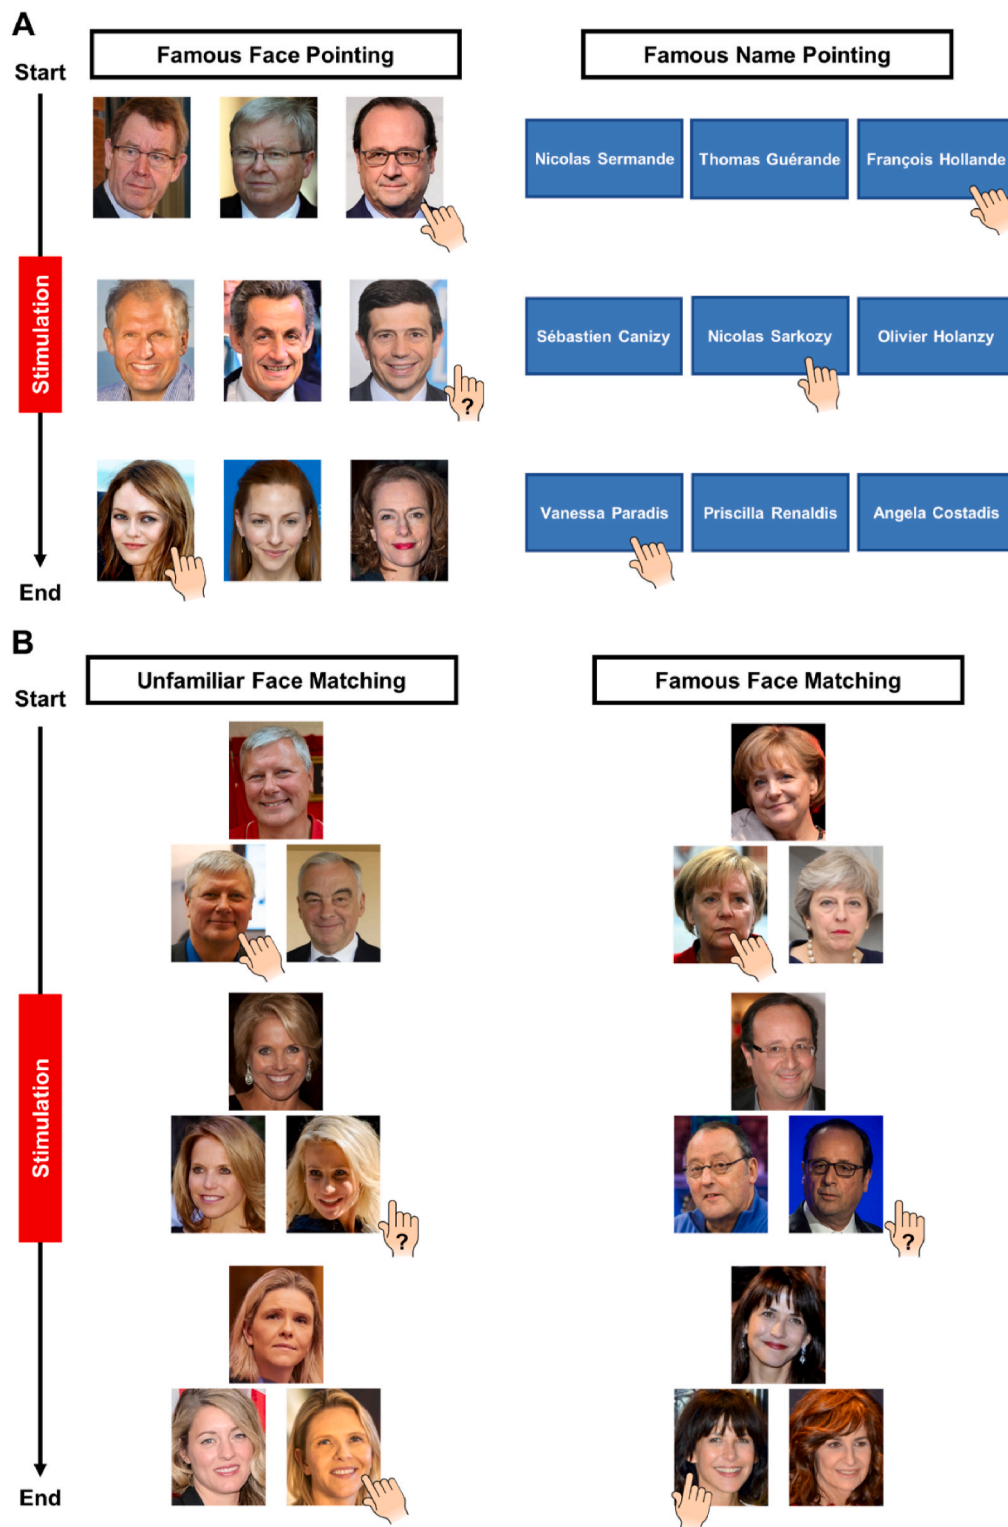 A
Famous Face Pointing
Famous Name Pointing
Start
Nicolas Sermande
Thomas Guérande
François Hollande
Stimulation
?
Sébastien Canizy
Nicolas Sarkozy
Olivier Holanzy
Vanessa Paradis
Priscilla Renaldis
Angela Costadis
End
B
Unfamiliar Face Matching
Famous Face Matching
Start
Stimulation
?
?
End